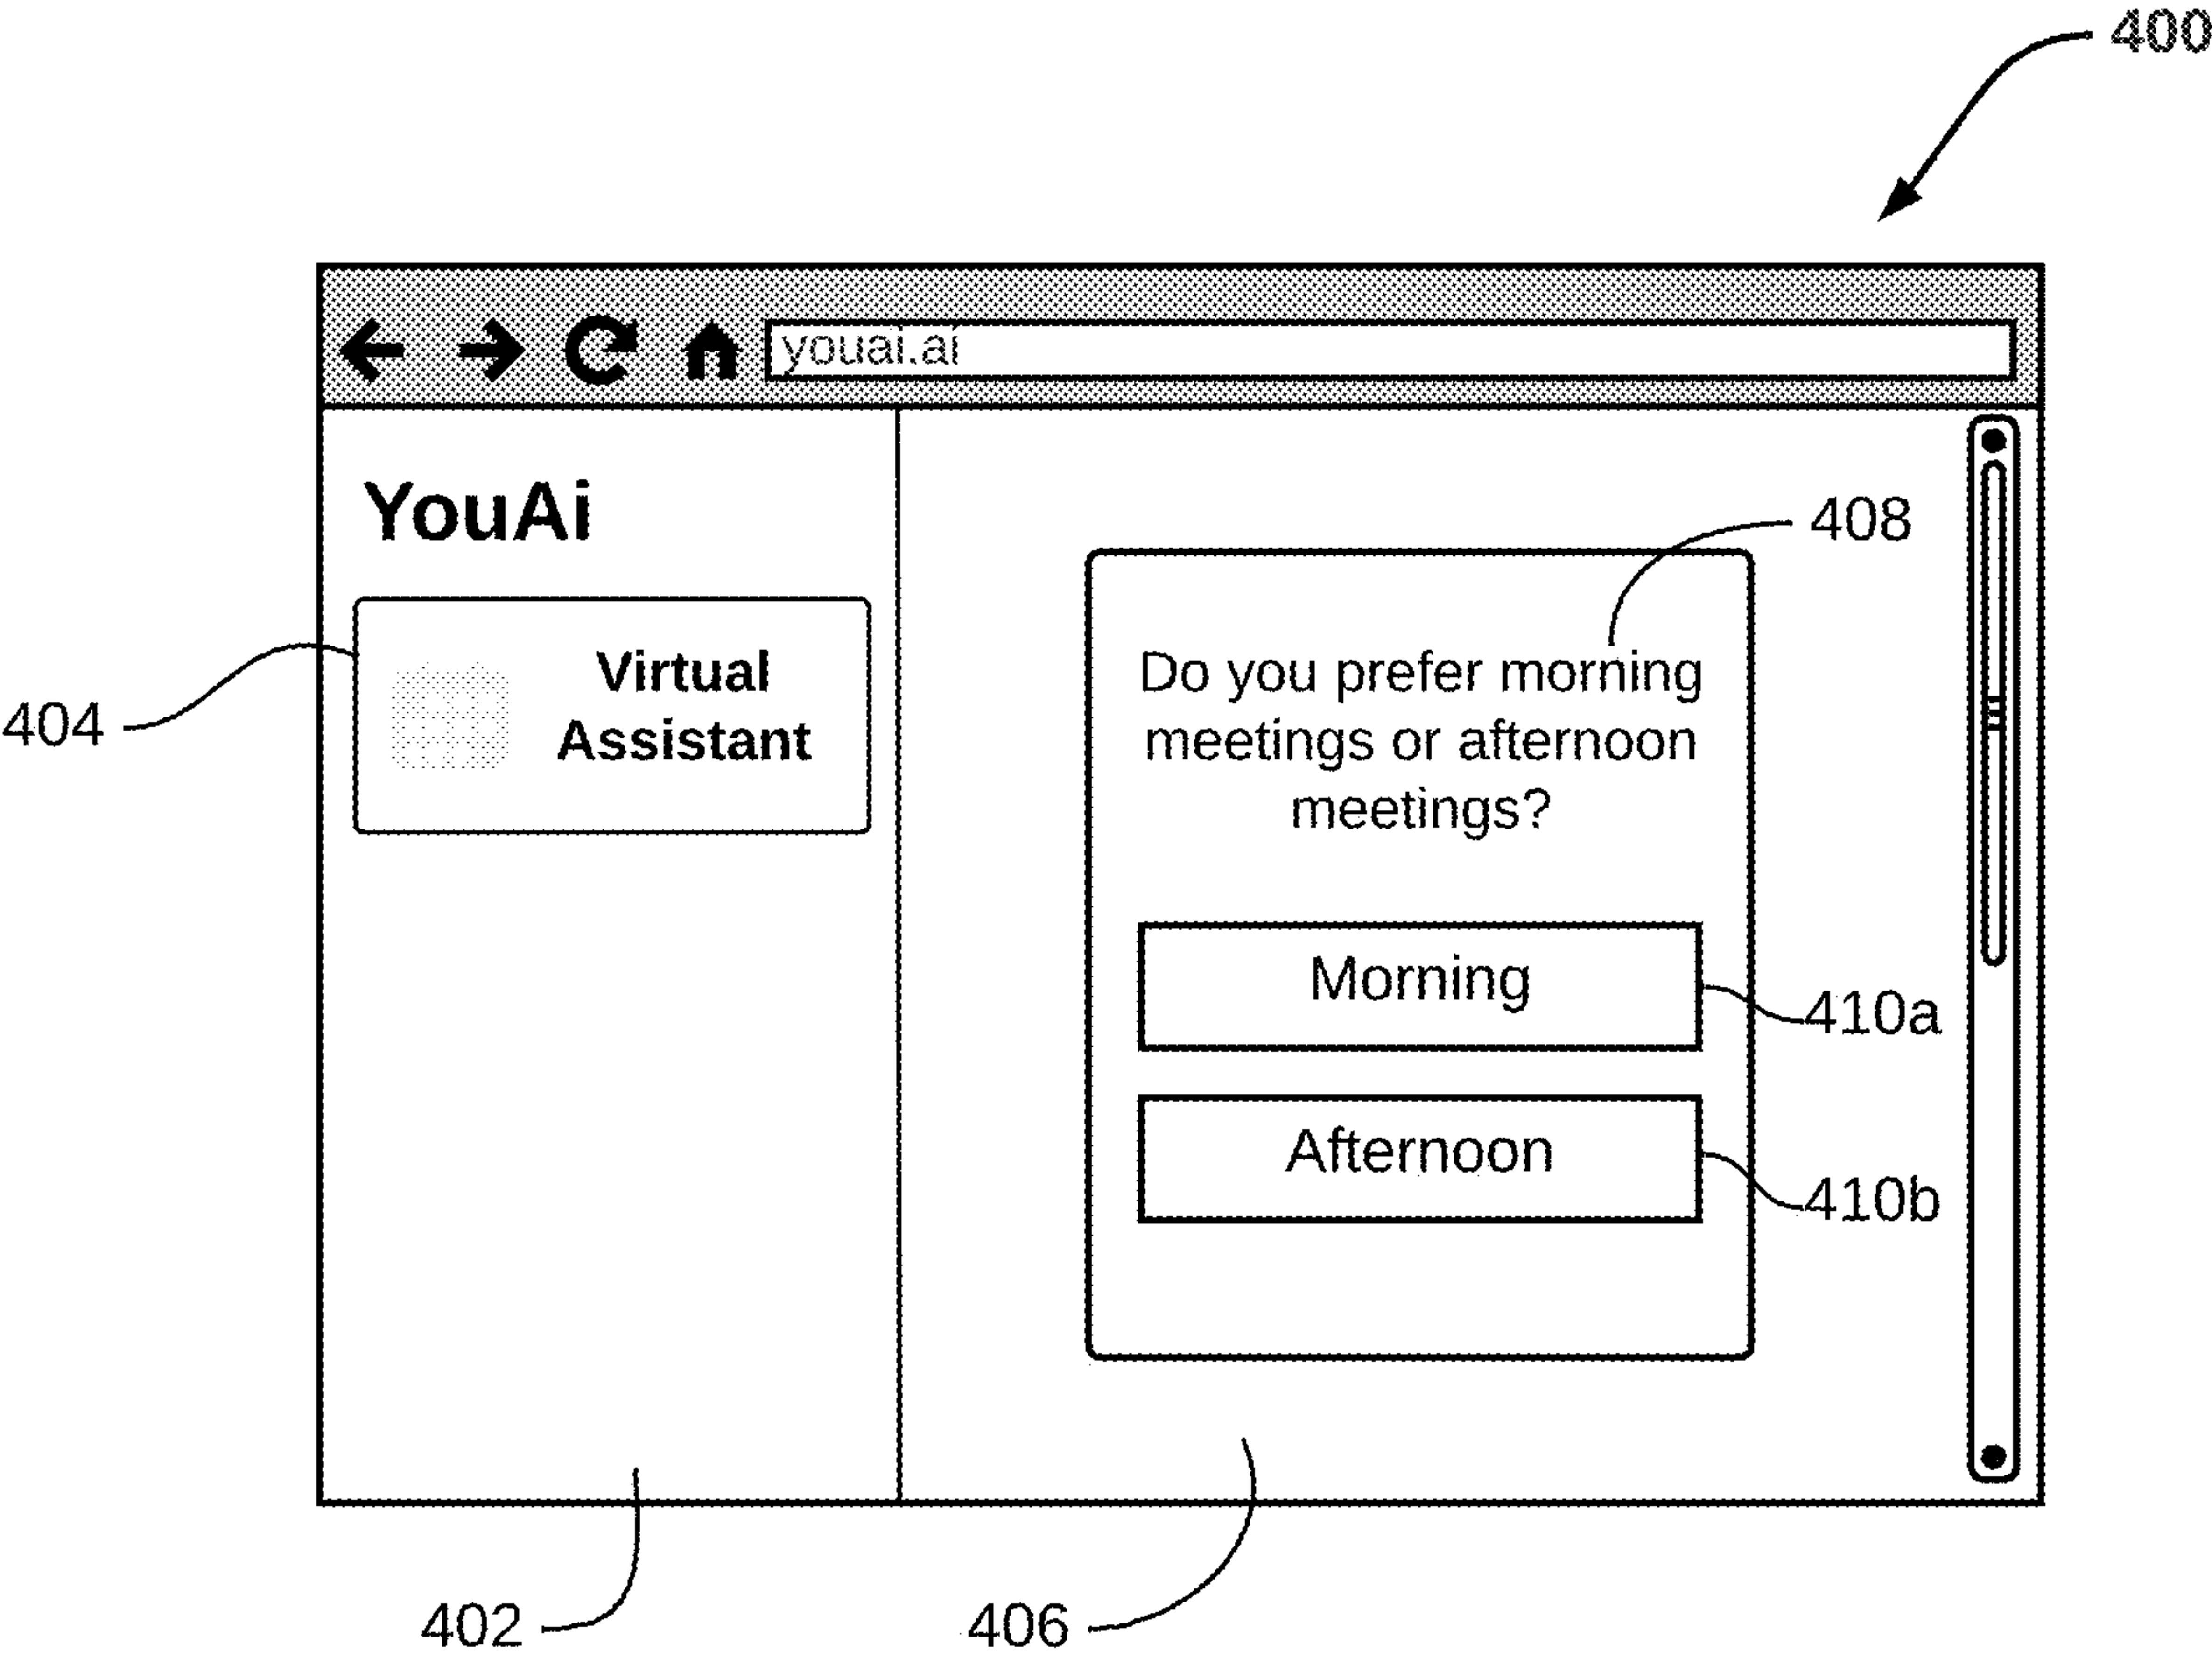 400
youai.ai
YouAi
408
Virtual
Assistant
404
Do you prefer morning
meetings or afternoon
meetings?
Morning
410a
Afternoon
410b
402
406